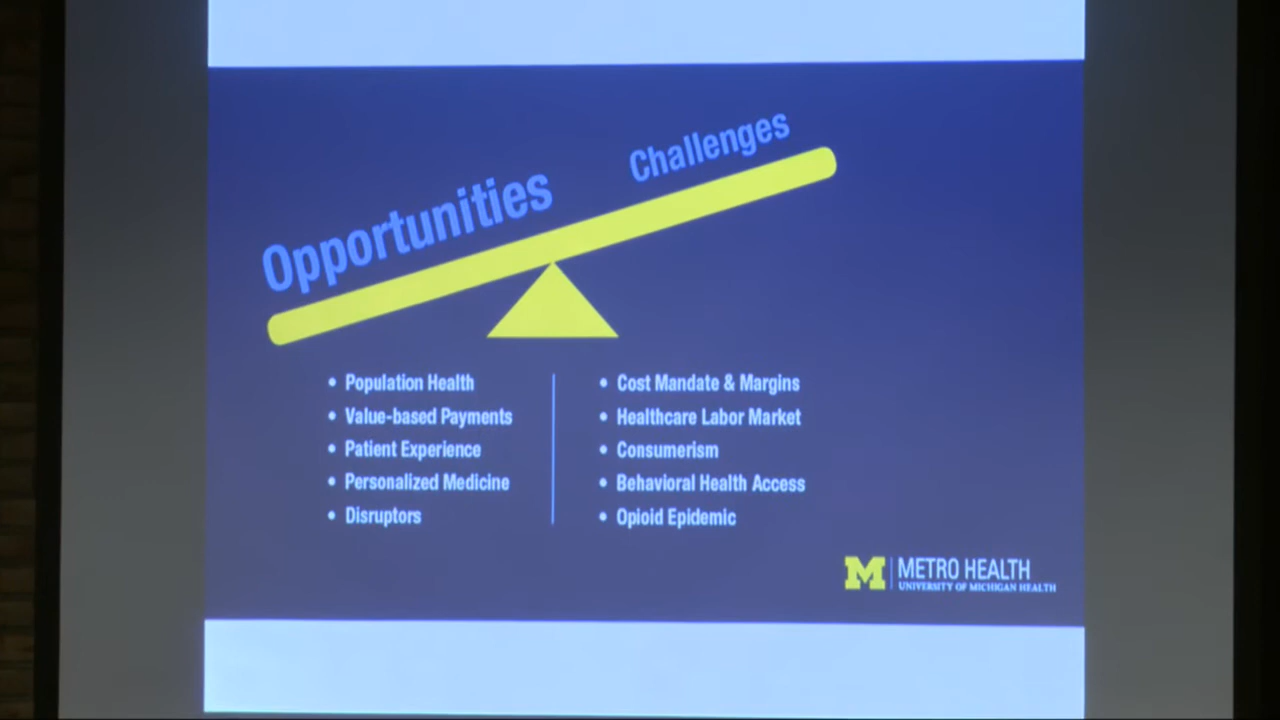 Opportunities
Challenges
• Population Health
• Value-based Payments
• Patient Experience
• Personalized Medicine
• Disruptors
• Cost Mandate & Margins
• Healthcare Labor Market
• Consumerism
• Behavioral Health Access
• Opioid Epidemic
M METRO HEALTH
UNIVERSITY OF MICHIGAN HEALTH